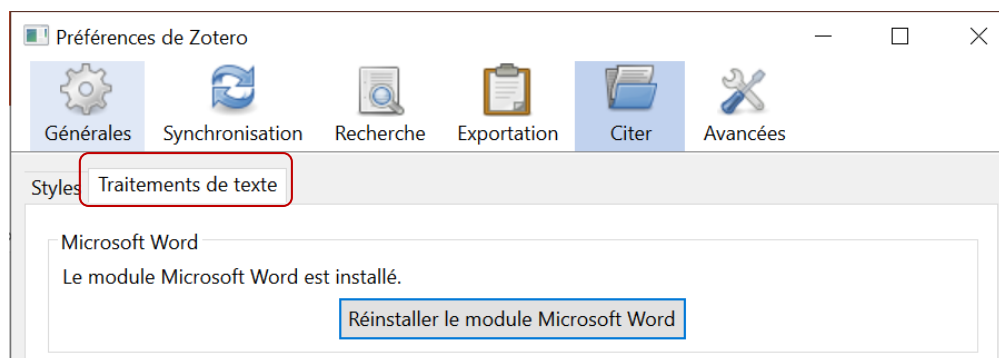 Préférences de Zotero
Générales Synchronisation Recherche Exportation Citer Avancées
Styles Traitements de texte
Microsoft Word
Le module Microsoft Word est installé.
Réinstaller le module Microsoft Word